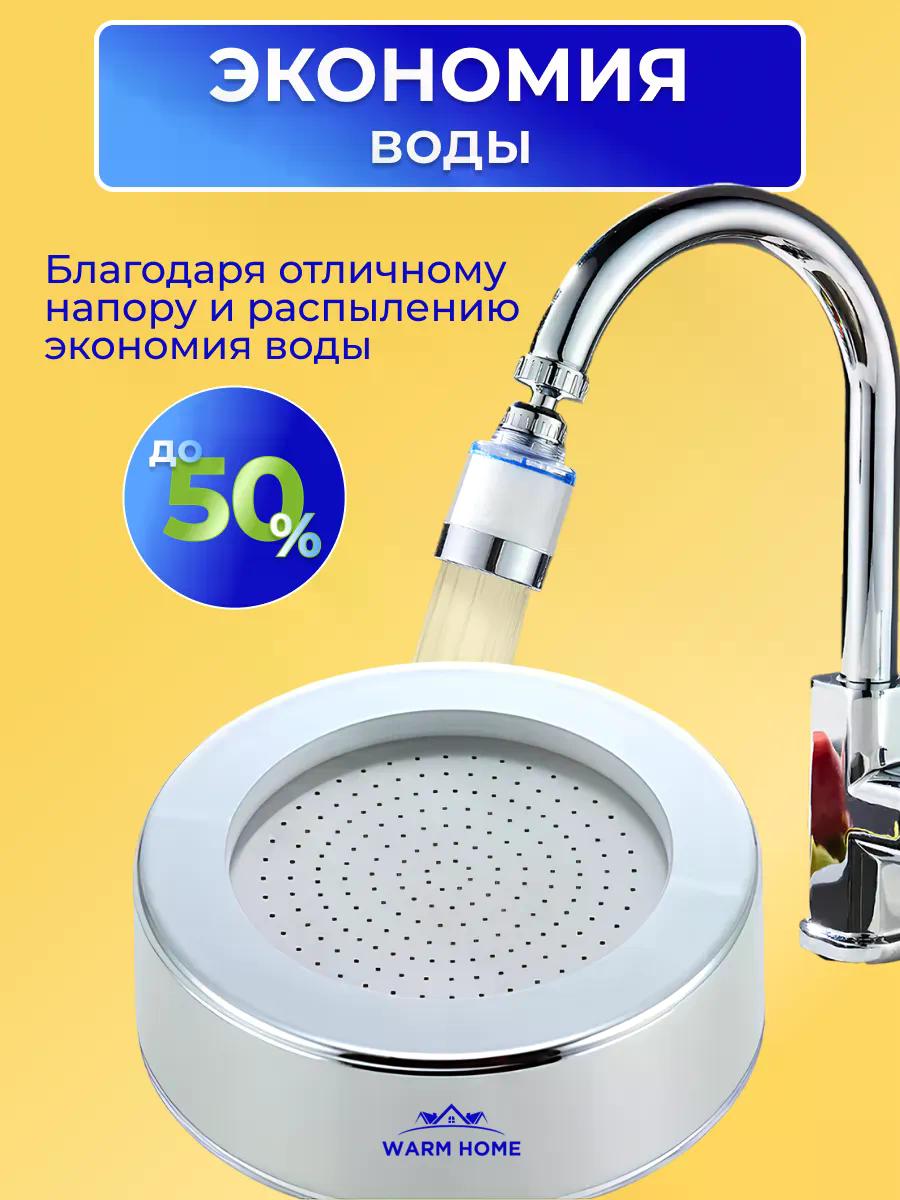 ЭКОНОМИЯ
ВОДЫ
Благодаря отличному
напору и распылению
экономия воды
до
50%
WARM HOME